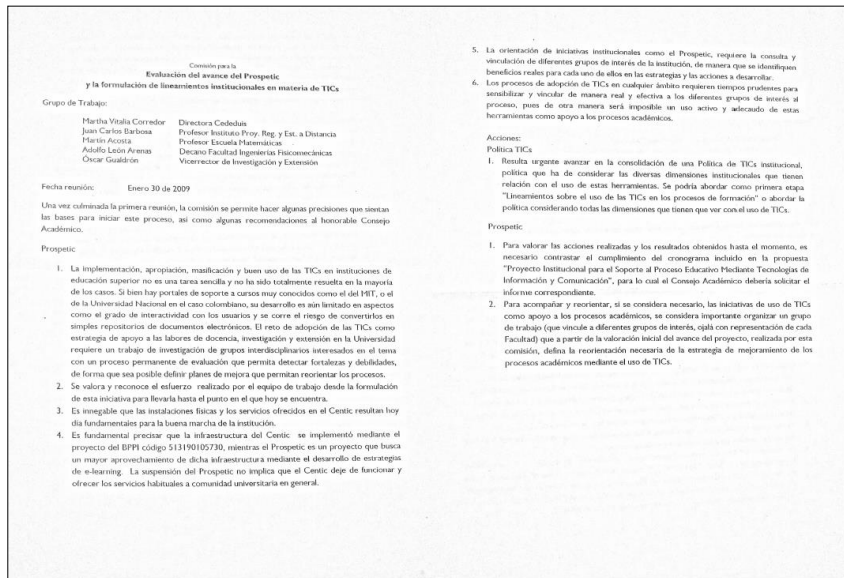 Comisión para la
Evaluación del avance del Prospetic
y la formulación de lineamientos institucionales en materia de TICs
Grupo de Trabajo:
Martha Vitalia Corredor Directora Cededuis
Juan Carlos Barbosa Profesor Instituto Proy. Reg. y Est. a Distancia
Martín Acosta Profesor Escuela Matemáticas
Adolfo León Arenas Decano Facultad Ingenierías Fisicomecánicas
Óscar Gualdrón Vicerrector de Investigación y Extensión
Fecha reunión: Enero 30 de 2009
Una vez culminada la primera reunión, la comisión se permite hacer algunas precisiones que sientan
las bases para iniciar este proceso, así como algunas recomendaciones al honorable Consejo
Académico.
Prospetic
1. La implementación, apropiación, masificación y buen uso de las TICs en instituciones de
educación superior no es una tarea sencilla y no ha sido totalmente resuelta en la mayoría
de los casos. Si bien hay portales de soporte a cursos muy conocidos como el del MIT, o el
de la Universidad Nacional en el caso colombiano, su desarrollo es aún limitado en aspectos
como el grado de interactividad con los usuarios y se corre el riesgo de convertirlos en
simples repositorios de documentos electrónicos. El reto de adopción de las TICs como
estrategia de apoyo a las labores de docencia, investigación y extensión en la Universidad
requiere un trabajo de investigación de grupos interdisciplinarios interesados en el tema
con un proceso permanente de evaluación que permita detectar fortalezas y debilidades,
de forma que sea posible definir planes de mejora que permitan reorientar los procesos.
2. Se valora y reconoce el esfuerzo realizado por el equipo de trabajo desde la formulación
de esta iniciativa para llevarla hasta el punto en el que hoy se encuentra.
3. Es innegable que las instalaciones físicas y los servicios ofrecidos en el Centic resultan hoy
día fundamentales para la buena marcha de la institución.
4. Es fundamental precisar que la infraestructura del Centic se implementó mediante el
proyecto del BPPI código 513190105730, mientras el Prospetic es un proyecto que busca
un mayor aprovechamiento de dicha infraestructura mediante el desarrollo de estrategias
de e-learning. La suspensión del Prospetic no implica que el Centic deje de funcionar y
ofrecer los servicios habituales a comunidad universitaria en general.
5. La orientación de iniciativas institucionales como el Prospetic, requiere la consulta y
vinculación de diferentes grupos de interés de la institución, de manera que se identifiquen
beneficios reales para cada uno de ellos en las estrategias y las acciones a desarrollar.
6. Los procesos de adopción de TICs en cualquier ámbito requieren tiempos prudentes para
sensibilizar y vincular de manera real y efectiva a los diferentes grupos de interés al
proceso, pues de otra manera será imposible un uso activo y adecuado de estas
herramientas como apoyo a los procesos académicos.
Acciones:
Política TICs
1. Resulta urgente avanzar en la consolidación de una Política de TICs institucional,
política que ha de considerar las diversas dimensiones institucionales que tienen
relación con el uso de estas herramientas. Se podría abordar como primera etapa
"Lineamientos sobre el uso de las TICs en los procesos de formación" o abordar la
política considerando todas las dimensiones que tienen que ver con el uso de TICs.
Prospetic
1. Para valorar las acciones realizadas y los resultados obtenidos hasta el momento, es
necesario contrastar el cumplimiento del cronograma incluido en la propuesta
"Proyecto Institucional para el Soporte al Proceso Educativo Mediante Tecnologías de
Información y Comunicación", para lo cual el Consejo Académico debería solicitar el
informe correspondiente.
2. Para acompañar y reorientar, si se considera necesario, las iniciativas de uso de TICs
como apoyo a los procesos académicos, se considera importante organizar un grupo
de trabajo (que vincule a diferentes grupos de interés, ojalá con representación de cada
Facultad) que a partir de la valoración inicial del avance del proyecto, realizada por esta
comisión, defina la reorientación necesaria de la estrategia de mejoramiento de los
procesos académicos mediante el uso de TICs.